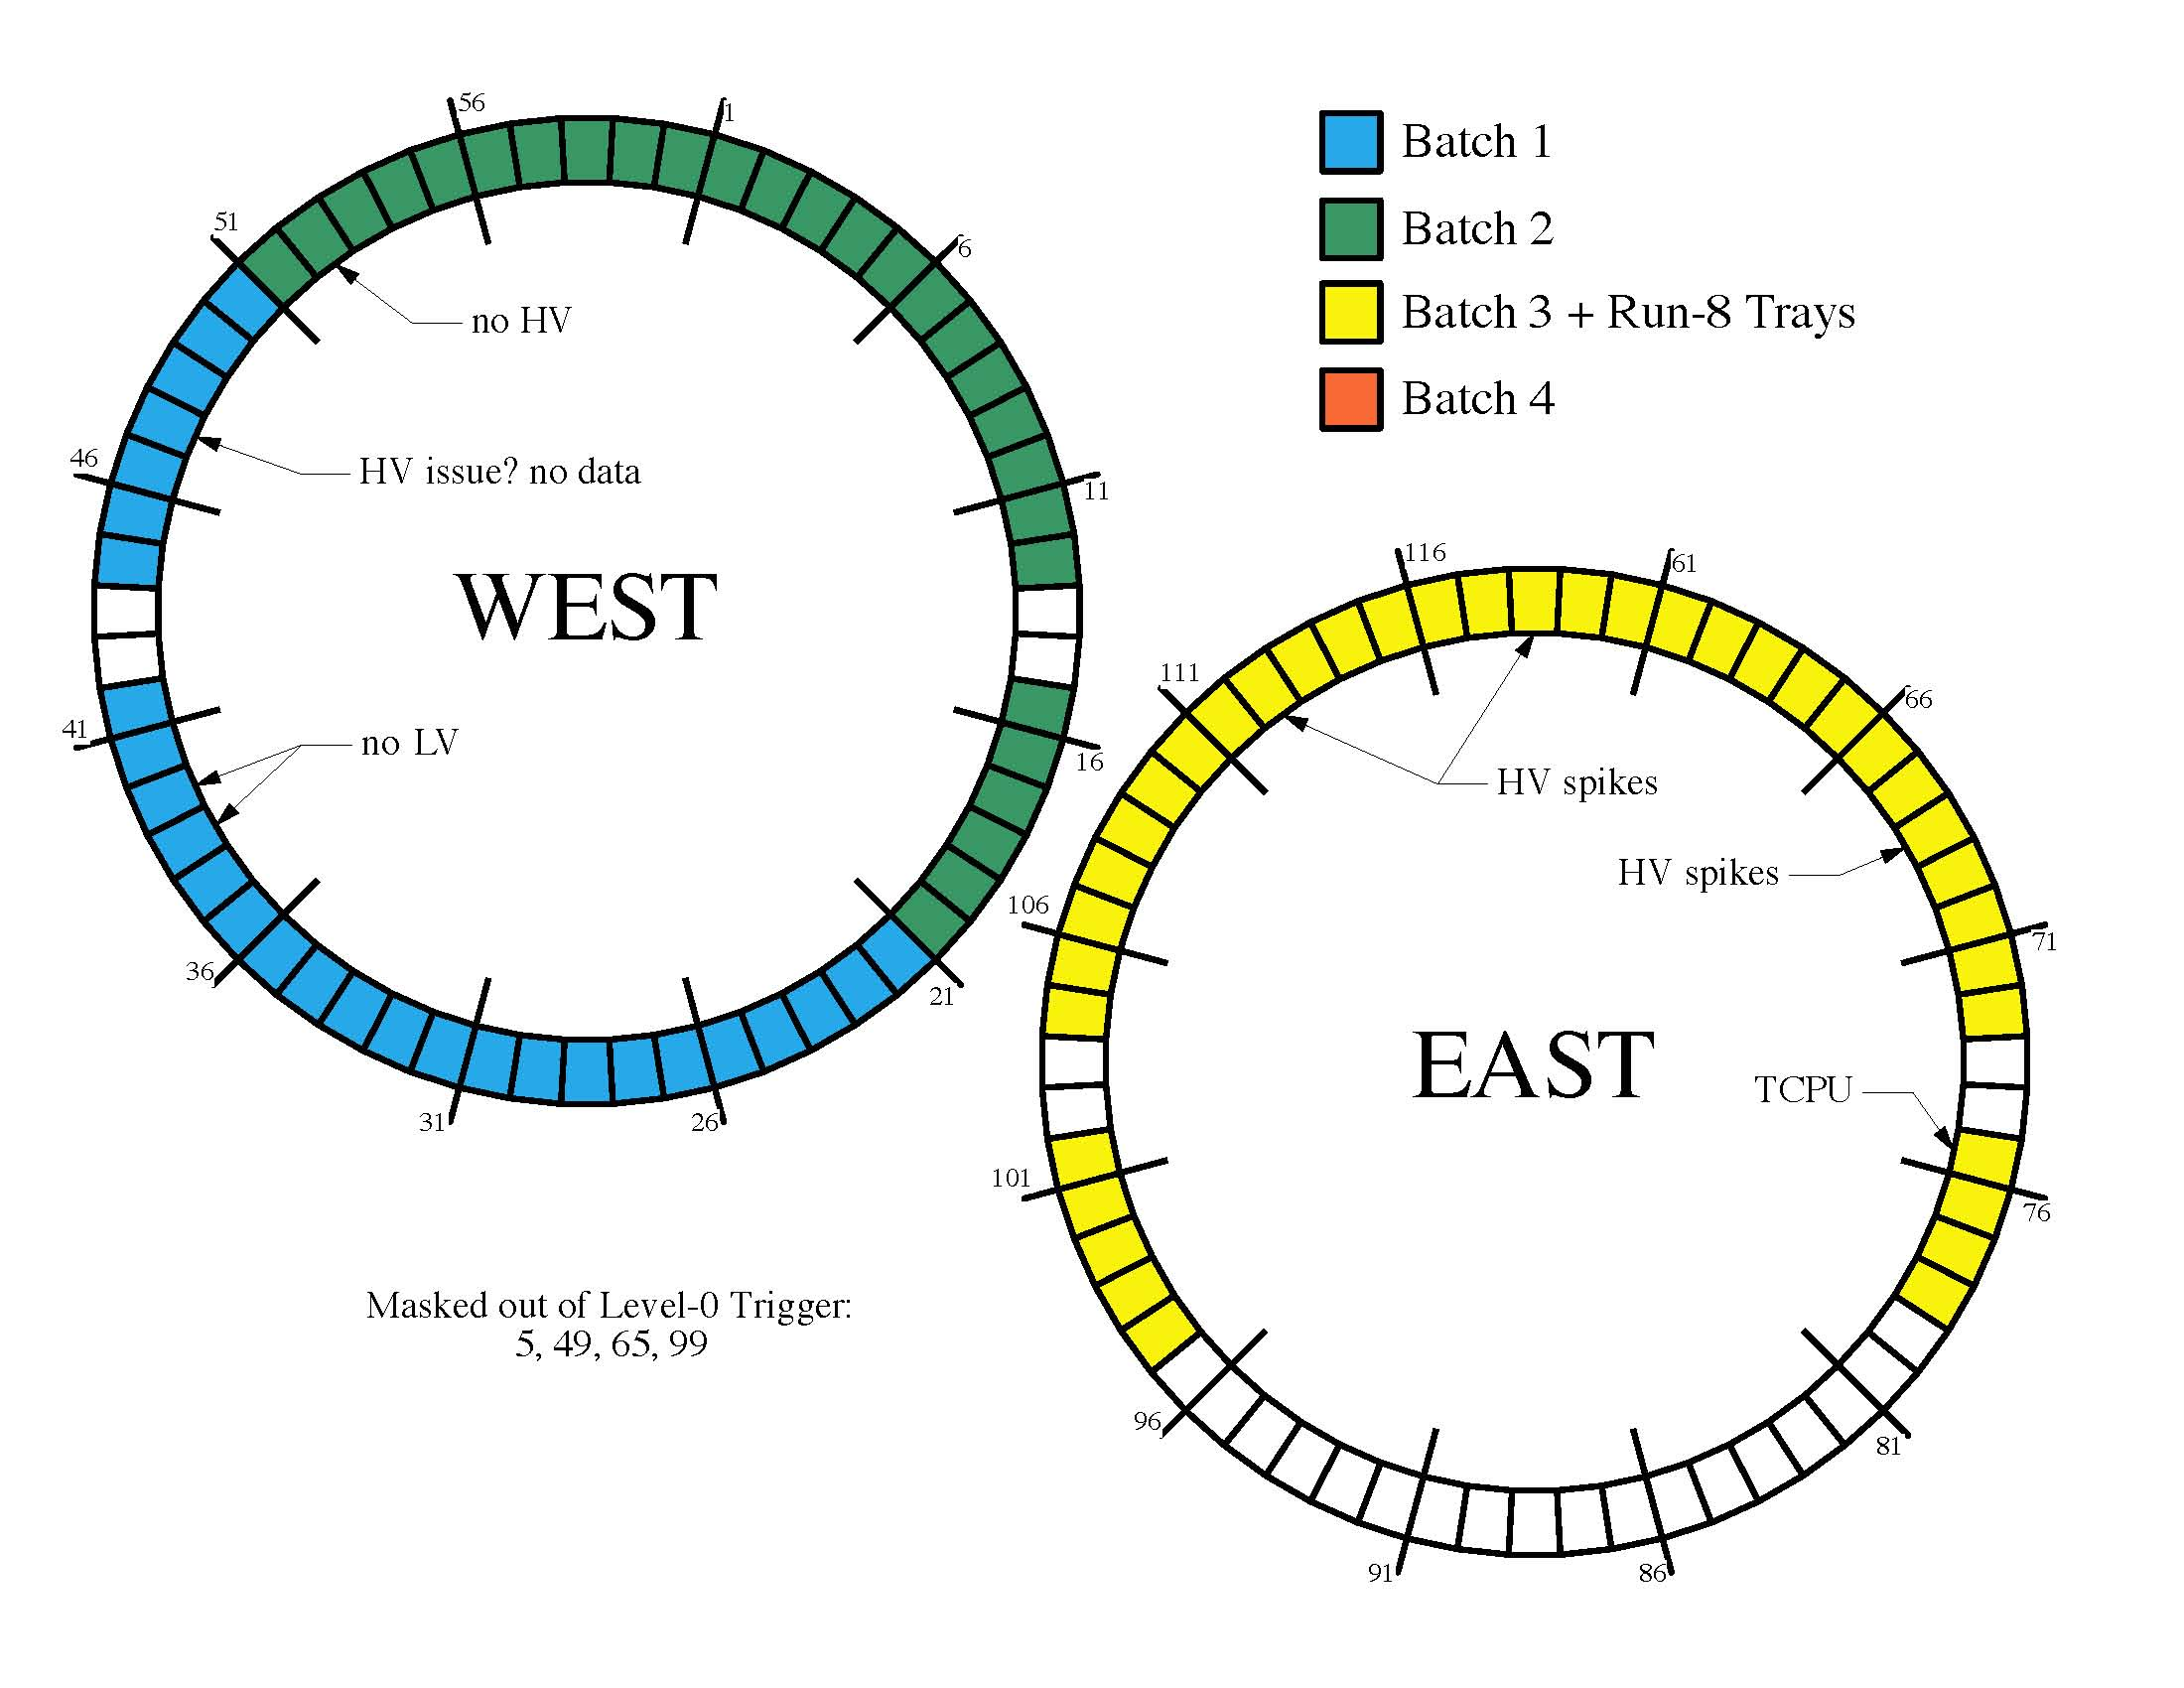 56
1
51
6
no HV
46
HV issue? no data
11
WEST
41
no LV
16
36
21
31
26
Batch 1
Batch 2
Batch 3 + Run-8 Trays
Batch 4
116
61
111
66
HV spikes
HV spikes
106
71
EAST
TCPU
101
76
96
81
91
86
Masked out of Level-0 Trigger:
5, 49, 65, 99